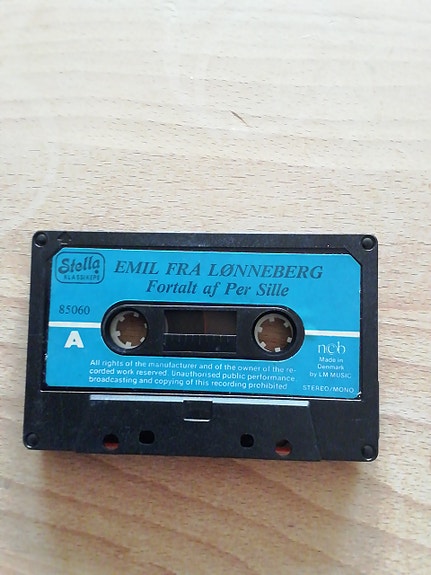 Stella
KLASSIKERE
EMIL FRA LØNNEBERG
Fortalt af Per Sille
85060
A
ncb
Made in
Denmark
by LM MUSIC
All rights of the manufacturer and of the owner of the re-
corded work reserved. Unauthorised public performance,
broadcasting and copying of this recording prohibited.
STEREO/MONO